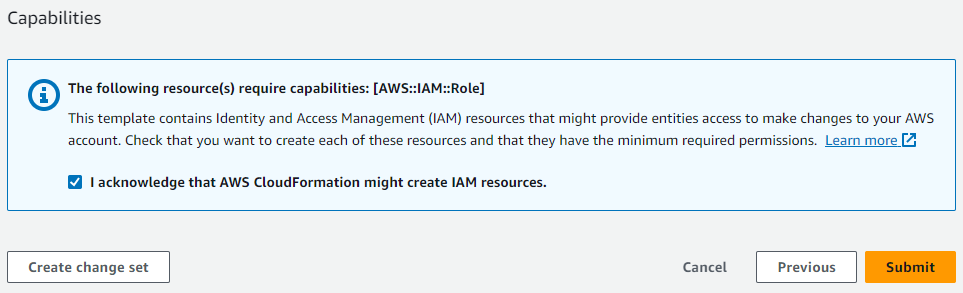 Capabilities
The following resource(s) require capabilities: [AWS::IAM::Role]
This template contains Identity and Access Management (IAM) resources that might provide entities access to make changes to your AWS
account. Check that you want to create each of these resources and that they have the minimum required permissions. Learn more
I acknowledge that AWS CloudFormation might create IAM resources.
Create change set Cancel Previous Submit